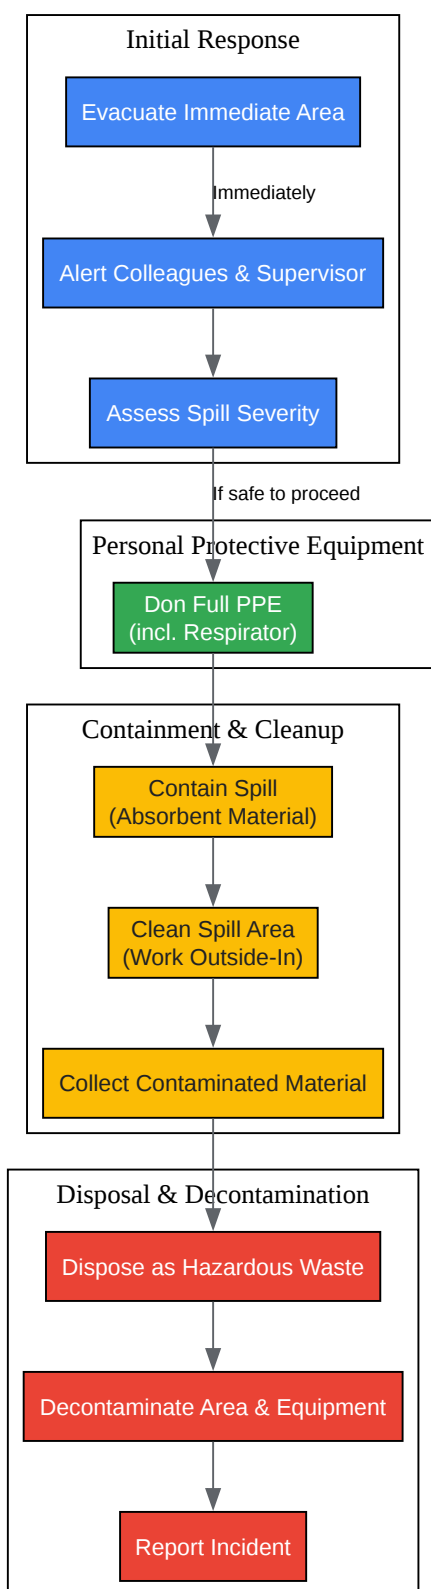 Initial Response
Evacuate Immediate Area
Immediately
Alert Colleagues & Supervisor
Assess Spill Severity
If safe to proceed
Personal Protective Equipment
Don Full PPE
(incl. Respirator)
Containment & Cleanup
Contain Spill
(Absorbent Material)
Clean Spill Area
(Work Outside-In)
Collect Contaminated Material
Disposal & Decontamination
Dispose as Hazardous Waste
Decontaminate Area & Equipment
Report Incident